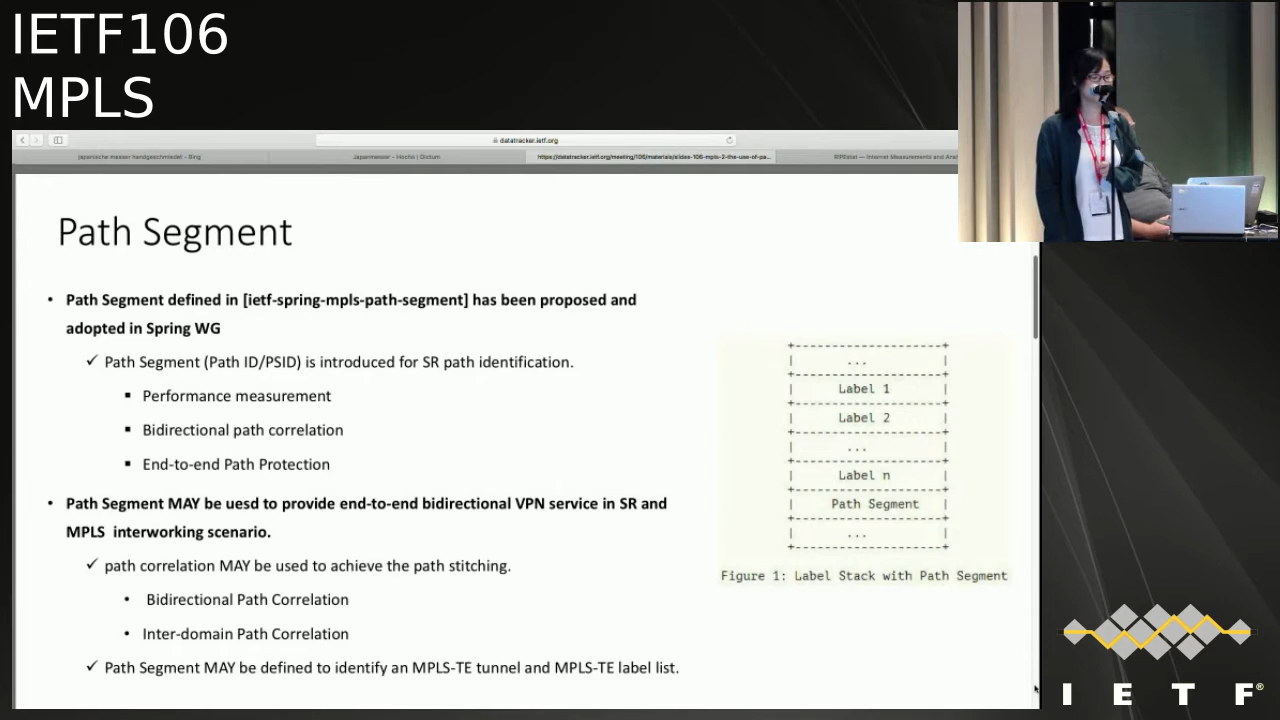 IETF106
MPLS
datatracker.ietf.org
japanische messer handgeschmiedet - Bing
Japanmesser - Hocho | Dictum
https://datatracker.ietf.org/meeting/106/materials/slides-106-mpls-2-the-use-of-pa...
RIPEstat — Internet Measurements and Ana
Path Segment
• Path Segment defined in [ietf-spring-mpls-path-segment] has been proposed and
adopted in Spring WG
✓ Path Segment (Path ID/PSID) is introduced for SR path identification.
▪ Performance measurement
▪ Bidirectional path correlation
▪ End-to-end Path Protection
• Path Segment MAY be uesd to provide end-to-end bidirectional VPN service in SR and
MPLS interworking scenario.
✓ path correlation MAY be used to achieve the path stitching.
• Bidirectional Path Correlation
• Inter-domain Path Correlation
✓ Path Segment MAY be defined to identify an MPLS-TE tunnel and MPLS-TE label list.
...
Label 1
Label 2
...
Label n
Path Segment
...
Figure 1: Label Stack with Path Segment
I E T F®